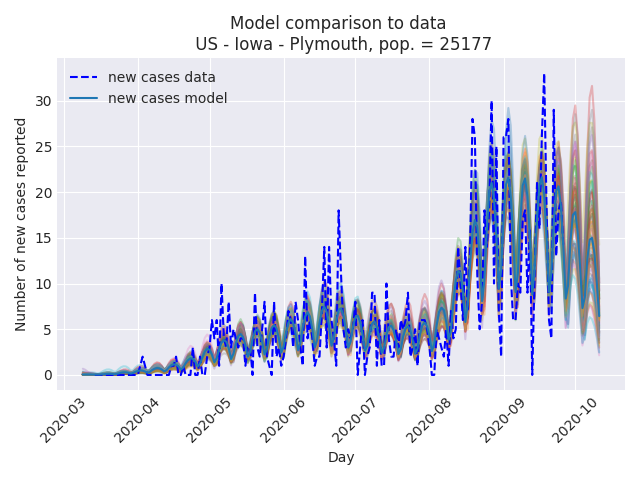 Model comparison to data
US - Iowa - Plymouth, pop. = 25177
new cases data
new cases model
Number of new cases reported
30
25
20
15
10
5
0
2020-03
2020-04
2020-05
2020-06
2020-07
2020-08
2020-09
2020-10
Day